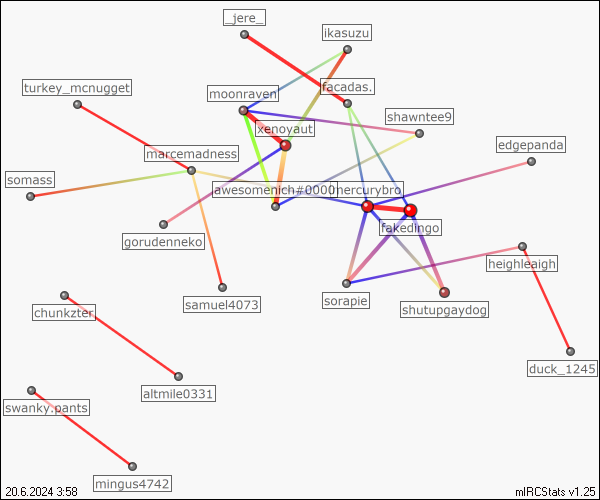 _jere_
ikasuzu
turkey_mcnugget
moonraven
facadas.
shawntee9
xenoyaut
edgepanda
marcemadness
somass
awesomenich#0000
mercurybro
fakedingo
gorudenneko
heighleaigh
sorapie
samuel4073
shutupgaydog
chunkzter
duck_1245
altmile0331
swanky.pants
mingus4742
20.6.2024 3:58
mIRCStats v1.25